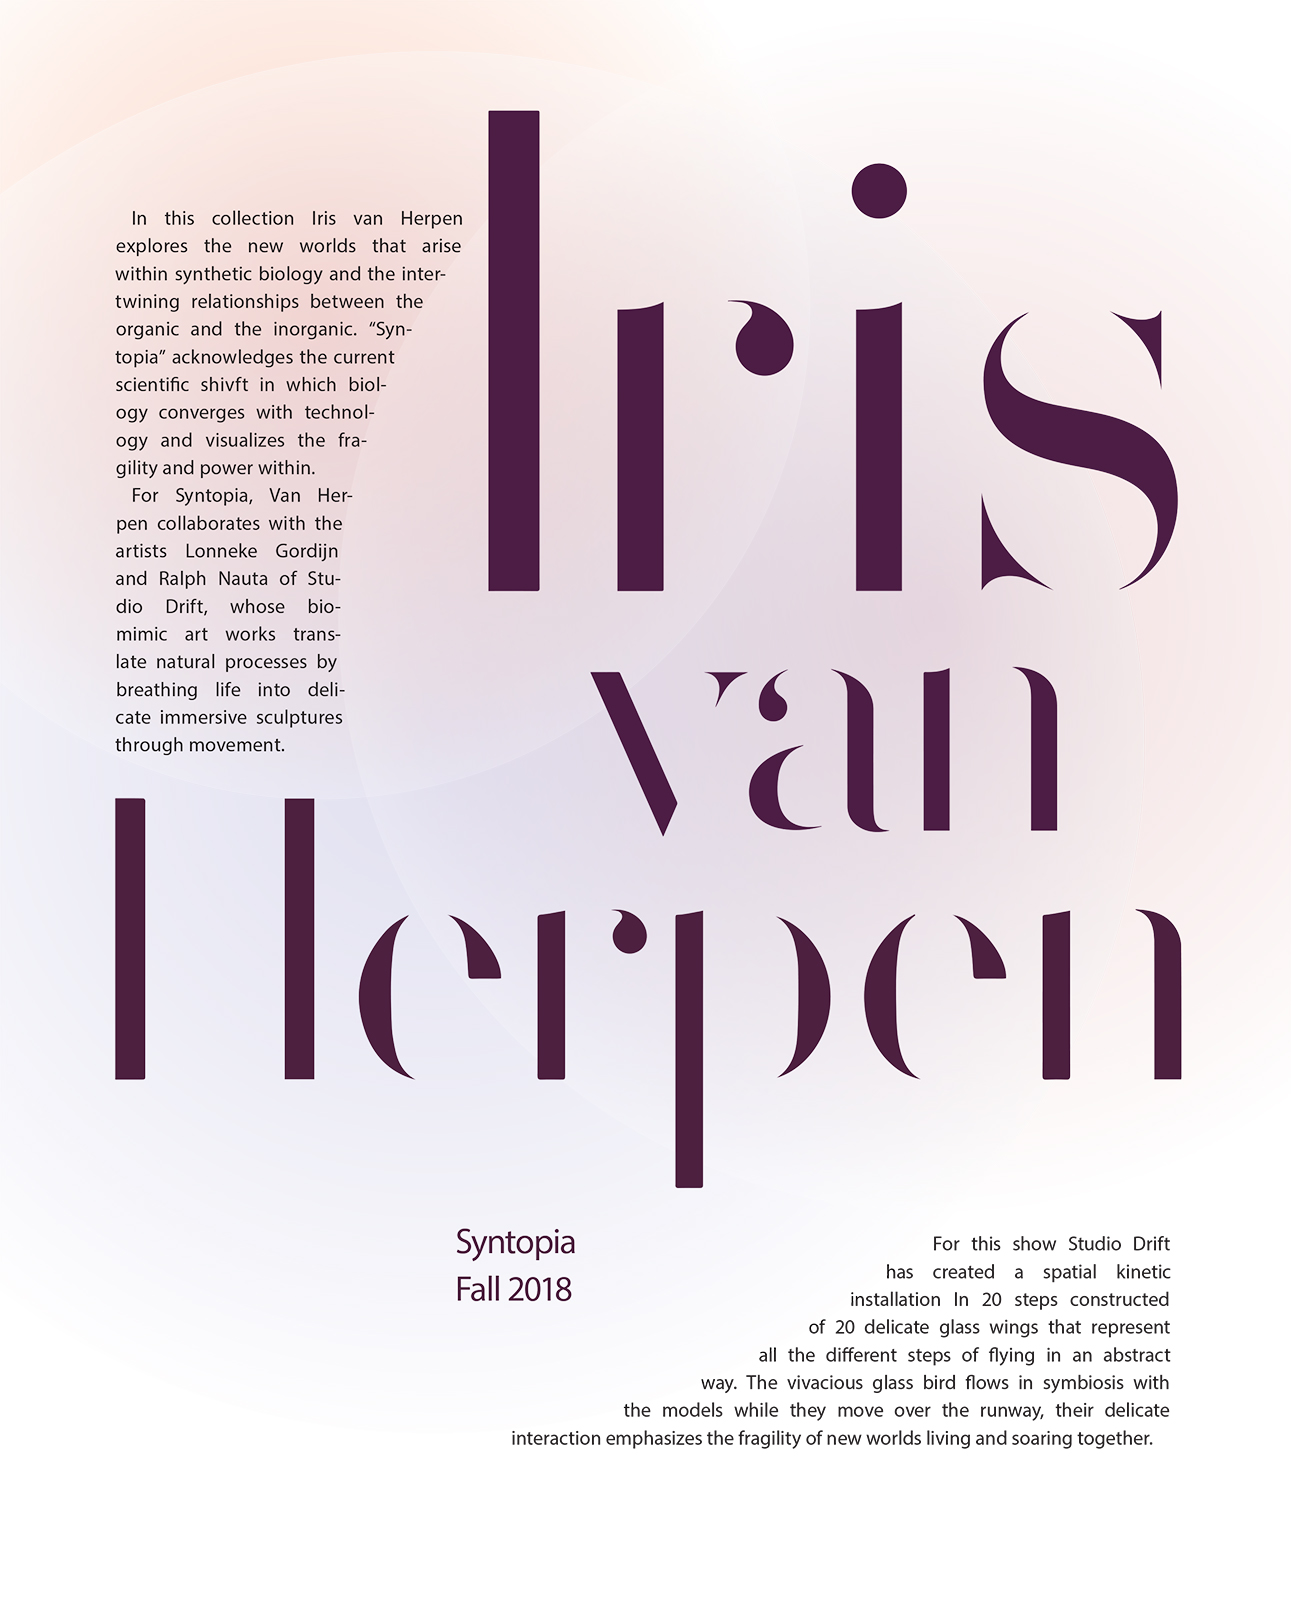 Iris
van
Herpen
In this collection Iris van Herpen
explores the new worlds that arise
within synthetic biology and the inter-
twining relationships between the
organic and the inorganic. “Syn-
topia” acknowledges the current
scientific shivft in which biol-
ogy converges with technol-
ogy and visualizes the fra-
gility and power within.
For Syntopia, Van Her-
pen collaborates with the
artists Lonneke Gordijn
and Ralph Nauta of Stu-
dio Drift, whose bio-
mimic art works trans-
late natural processes by
breathing life into deli-
cate immersive sculptures
through movement.
Syntopia
Fall 2018
For this show Studio Drift
has created a spatial kinetic
installation In 20 steps constructed
of 20 delicate glass wings that represent
all the different steps of flying in an abstract
way. The vivacious glass bird flows in symbiosis with
the models while they move over the runway, their delicate
interaction emphasizes the fragility of new worlds living and soaring together.